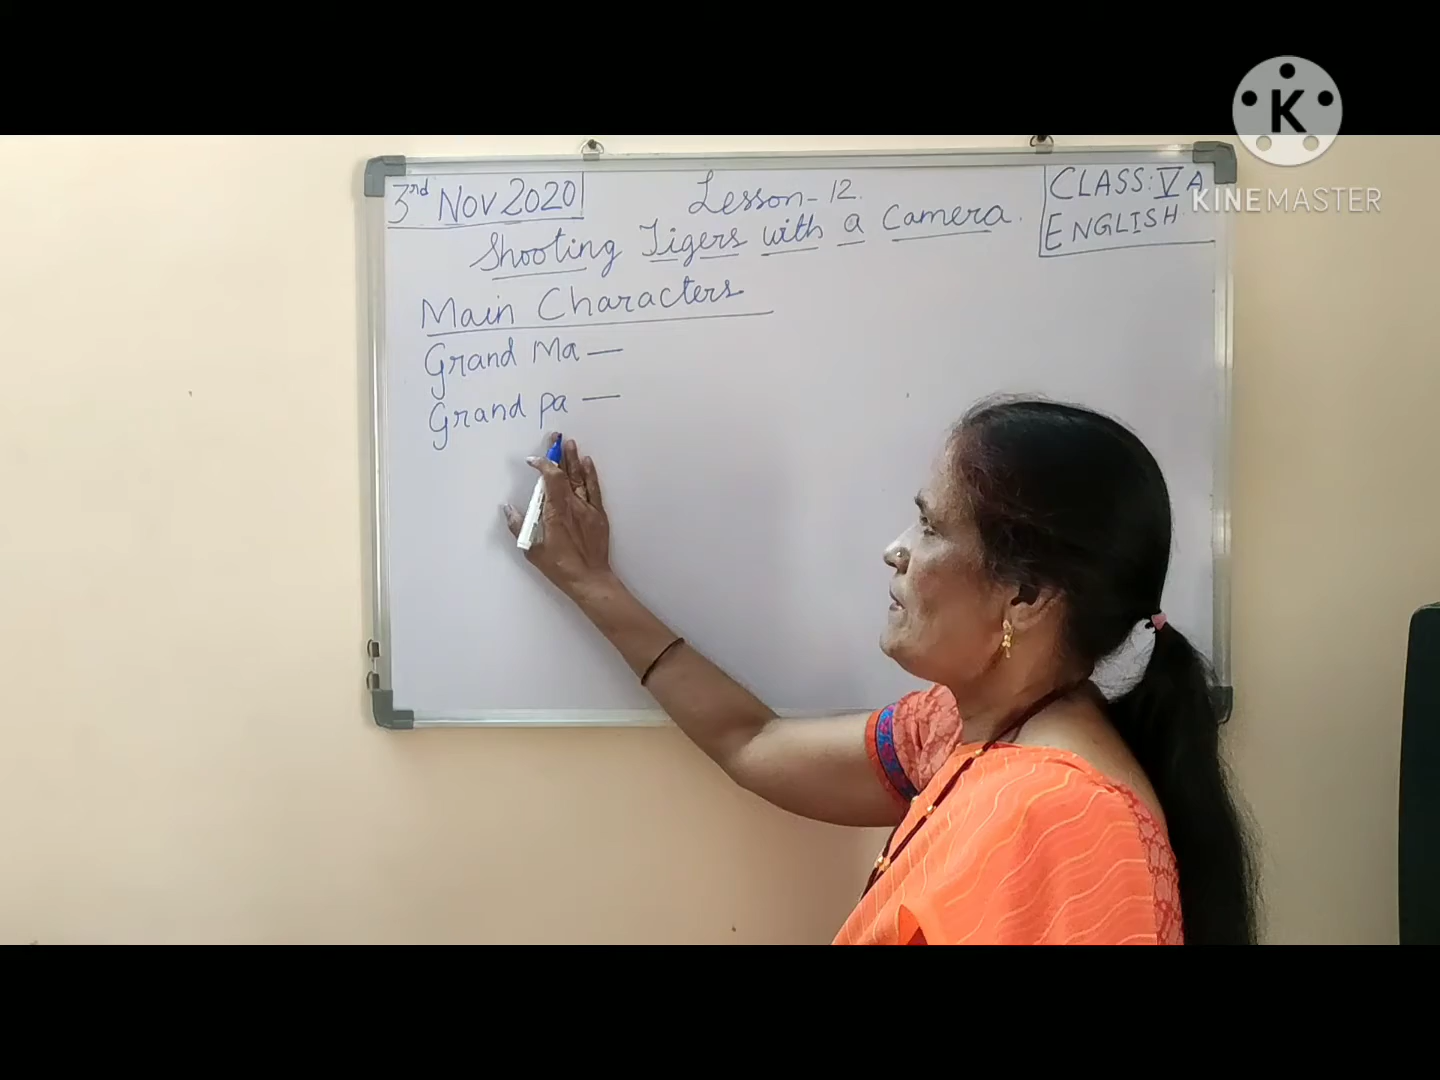 3rd Nov 2020
Lesson-12.
CLASS: V A
ENGLISH
Shooting Tigers with a Camera.
Main Characters
Grand Ma —
Grand pa —
K
KINEMASTER